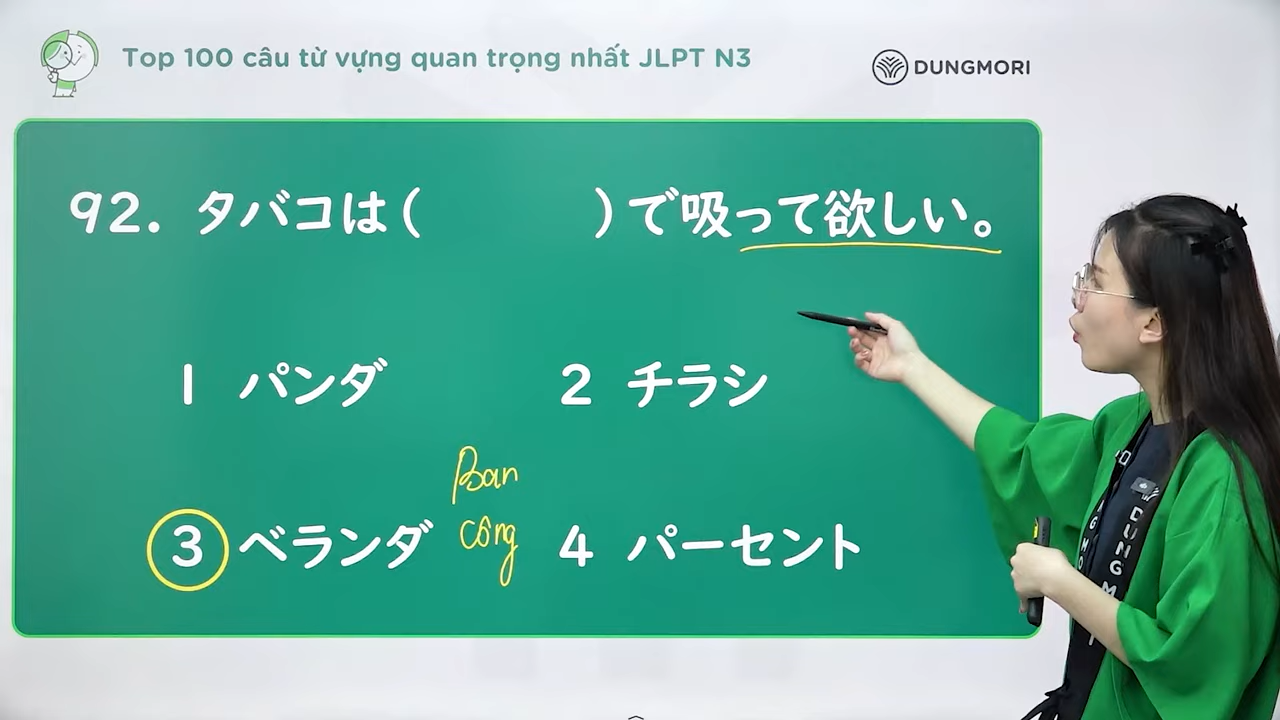 Top 100 câu từ vựng quan trọng nhất JLPT N3
DUNGMORI
92. タバコは( )で吸って欲しい。
1 パンダ
2 チラシ
3 ベランダ
Ban
công
4 パーセント
DUNG M